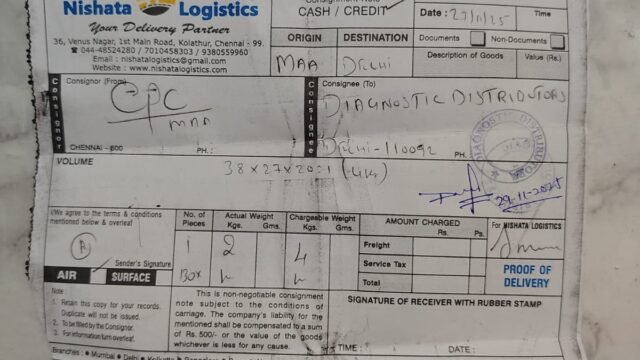 Nishata Logistics
Your Delivery Partner
36, Venus Nagar, 1st Main Road, Kolathur, Chennai - 99.
☎ 044-48524280 / 7010458303 / 9380559960
Email : nishatalogistics@gmail.com
Website : www.nishatalogistics.com
CASH / CREDIT
Date : 27/11/25 Time
ORIGIN DESTINATION
MAA DELHI
Documents Non-Documents
Description of Goods Value (Rs.)
Consignor
Consignor (From)
CPC
MAA
CHENNAI - 600 PH.:
Consignee
Consignee (To)
DIAGNOSTIC DISTRIBUTORS
DELHI-110092
PH. :
VOLUME
38x27x20=1
29-11-2025
I/We agree to the terms & conditions
mentioned below & overleaf
Sender's Signature
AIR SURFACE
No. of Pieces Actual Weight Chargeable Weight
Kgs. Gms. Kgs. Gms.
1 2 4
BOX
AMOUNT CHARGED
Rs. Ps.
Freight
Service Tax
Total
For NISHATA LOGISTICS
PROOF OF
DELIVERY
Note :
1. Retain this copy for your records.
Duplicate will not be issued.
2. To be filled by the Consignor.
3. For information turn overleaf.
This is non-negotiable consignment
note subject to the conditions of
carriage. The company's liability for
the mentioned shall be compensated to a sum
of Rs. 500/- or the value of the goods
whichever is less for any cause.
SIGNATURE OF RECEIVER WITH RUBBER STAMP
TIME : DATE :
Branches : • Mumbai • Delhi